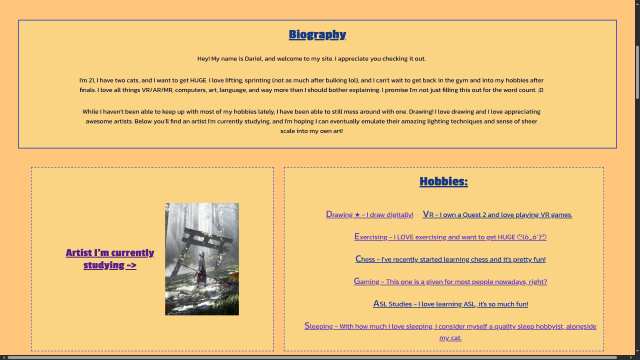 Biography
Hey! My name is Dariel, and welcome to my site. I appreciate you checking it out.
I'm 21, I have two cats, and I want to get HUGE. I love lifting, sprinting (not as much after bulking lol), and I can't wait to get back in the gym and into my hobbies after
finals. I love all things VR/AR/MR, computers, art, language, and way more than I should bother explaining. I promise I'm not just filling this out for the word count. ;D
While I haven't been able to keep up with most of my hobbies lately, I have been able to still mess around with one. Drawing! I love drawing and I love appreciating
awesome artists. Below you'll find an artist I'm currently studying, and I'm hoping I can eventually emulate their amazing lighting techniques and sense of sheer
scale into my own art!
Artist I'm currently
studying ->
Hobbies:
Drawing ★ - I draw digitally! VR - I own a Quest 2 and love playing VR games.
Exercising - I LOVE exercising and want to get HUGE
Chess - I've recently started learning chess and it's pretty fun!
Gaming - This one is a given for most people nowadays, right?
ASL Studies - I love learning ASL, it's so much fun!
Sleeping - With how much I love sleeping, I consider myself a quality sleep hobbyist, alongside
my cat.